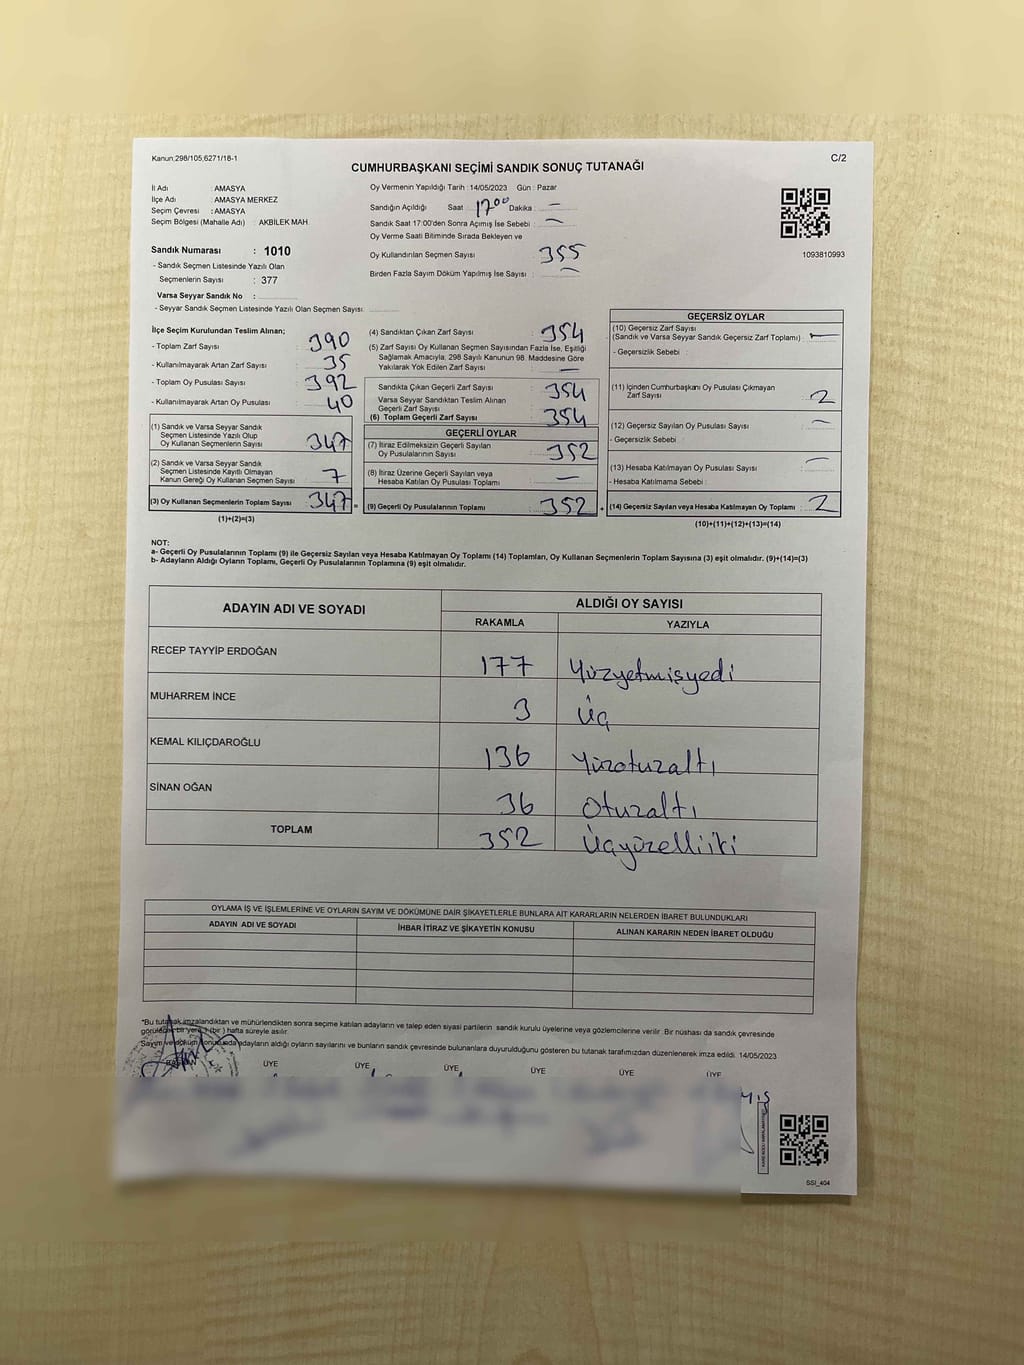 Kanun;298/105,6271/18-1
C/2
CUMHURBAŞKANI SEÇİMİ SANDIK SONUÇ TUTANAĞI
İl Adı : AMASYA
İlçe Adı : AMASYA MERKEZ
Seçim Çevresi : AMASYA
Seçim Bölgesi (Mahalle Adı) : AKBİLEK MAH.
Sandık Numarası : 1010
- Sandık Seçmen Listesinde Yazılı Olan
Seçmenlerin Sayısı : 377
Varsa Seyyar Sandık No :
- Seyyar Sandık Seçmen Listesinde Yazılı Olan Seçmen Sayısı:
Oy Vermenin Yapıldığı Tarih : 14/05/2023 Gün : Pazar
Sandığın Açıldığı Saat : 17 00 Dakika : —
Sandık Saat 17:00'den Sonra Açımış İse Sebebi : —
Oy Verme Saati Bitiminde Sırada Bekleyen ve
Oy Kullandırılan Seçmen Sayısı : 355
Birden Fazla Sayım Döküm Yapılmış İse Sayısı : —
1093810993
İlçe Seçim Kurulundan Teslim Alınan;
- Toplam Zarf Sayısı : 390
- Kullanılmayarak Artan Zarf Sayısı : 35
- Toplam Oy Pusulası Sayısı : 392
- Kullanılmayarak Artan Oy Pusulası : 40
(1) Sandık ve Varsa Seyyar Sandık
Seçmen Listesinde Yazılı Olup
Oy Kullanan Seçmenlerin Sayısı : 347
(2) Sandık ve Varsa Seyyar Sandık
Seçmen Listesinde Kayıtlı Olmayan
Kanun Gereği Oy Kullanan Seçmen Sayısı : 7
(3) Oy Kullanan Seçmenlerin Toplam Sayısı : 347 =
(1)+(2)=(3)
(4) Sandıktan Çıkan Zarf Sayısı : 354
(5) Zarf Sayısı Oy Kullanan Seçmen Sayısından Fazla İse, Eşitliği
Sağlamak Amacıyla; 298 Sayılı Kanunun 98. Maddesine Göre
Yakılarak Yok Edilen Zarf Sayısı : —
Sandıkta Çıkan Geçerli Zarf Sayısı : 354
Varsa Seyyar Sandıktan Teslim Alınan
Geçerli Zarf Sayısı :
(6) Toplam Geçerli Zarf Sayısı : 354
GEÇERLİ OYLAR
(7) İtiraz Edilmeksizin Geçerli Sayılan
Oy Pusulalarının Sayısı : 352
(8) İtiraz Üzerine Geçerli Sayılan veya
Hesaba Katılan Oy Pusulası Toplamı : —
(9) Geçerli Oy Pusulalarının Toplamı : 352 +
GEÇERSİZ OYLAR
(10) Geçersiz Zarf Sayısı
(Sandık ve Varsa Seyyar Sandık Geçersiz Zarf Toplamı) : —
- Geçersizlik Sebebi :
(11) İçinden Cumhurbaşkanı Oy Pusulası Çıkmayan
Zarf Sayısı : 2
(12) Geçersiz Sayılan Oy Pusulası Sayısı : —
- Geçersizlik Sebebi :
(13) Hesaba Katılmayan Oy Pusulası Sayısı : —
- Hesaba Katılmama Sebebi :
(14) Geçersiz Sayılan veya Hesaba Katılmayan Oy Toplamı : 2
(10)+(11)+(12)+(13)=(14)
NOT:
a- Geçerli Oy Pusulalarının Toplamı (9) ile Geçersiz Sayılan veya Hesaba Katılmayan Oy Toplamı (14) Toplamları, Oy Kullanan Seçmenlerin Toplam Sayısına (3) eşit olmalıdır. (9)+(14)=(3)
b- Adayların Aldığı Oyların Toplamı, Geçerli Oy Pusulalarının Toplamına (9) eşit olmalıdır.
ADAYIN ADI VE SOYADI ALDIĞI OY SAYISI
RAKAMLA YAZIYLA
RECEP TAYYİP ERDOĞAN 177 Yüzyetmişyedi
MUHARREM İNCE 3 Üç
KEMAL KILIÇDAROĞLU 136 Yüzotuzaltı
SİNAN OĞAN 36 Otuzaltı
TOPLAM 352 Üçyüzelliiki
OYLAMA İŞ VE İŞLEMLERİNE VE OYLARIN SAYIM VE DÖKÜMÜNE DAİR ŞİKAYETLERLE BUNLARA AİT KARARLARIN NELERDEN İBARET BULUNDUKLARI
ADAYIN ADI VE SOYADI İHBAR İTİRAZ VE ŞİKAYETİN KONUSU ALINAN KARARIN NEDEN İBARET OLDUĞU
*Bu tutanak imzalandıktan ve mühürlendikten sonra seçime katılan adayların ve talep eden siyasi partilerin sandık kurulu üyelerine veya gözlemcilerine verilir. Bir nüshası da sandık çevresinde
görülecek bir yere 1 (bir ) hafta süreyle asılır.
Sayım ve döküm sonucunda adayların aldığı oyların sayılarını ve bunların sandık çevresinde bulunanlara duyurulduğunu gösteren bu tutanak tarafımızdan düzenlenerek imza edildi. 14/05/2023
BAŞKAN ÜYE ÜYE ÜYE ÜYE ÜYE ÜYE
SSİ_404